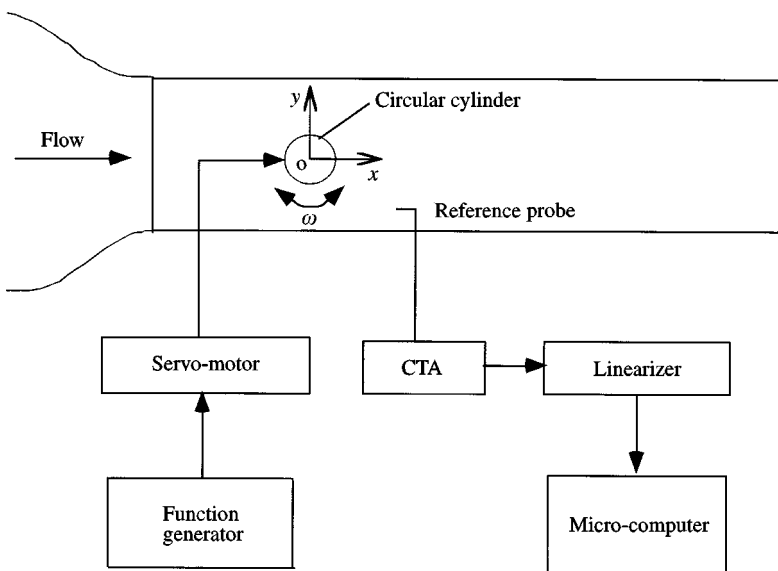 y
Circular cylinder
Flow
o
x
ω
Reference probe
Servo-motor
CTA
Linearizer
Function
generator
Micro-computer